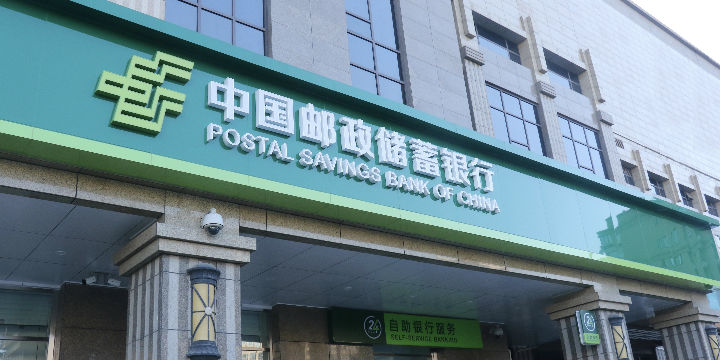 中国邮政储蓄银行
POSTAL SAVINGS BANK OF CHINA
24
自助银行服务
SELF-SERVICE BANKING